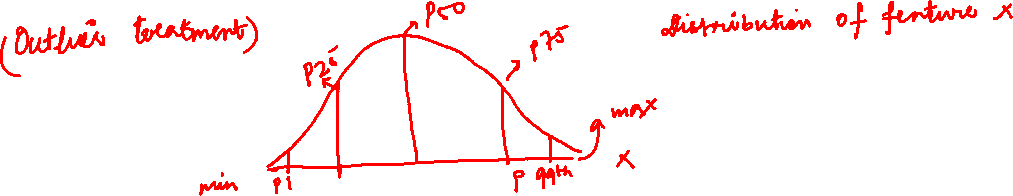 P50
(Outlier treatment)
distribution of feature x
P25
P75
max
min
P1
P 99th
x